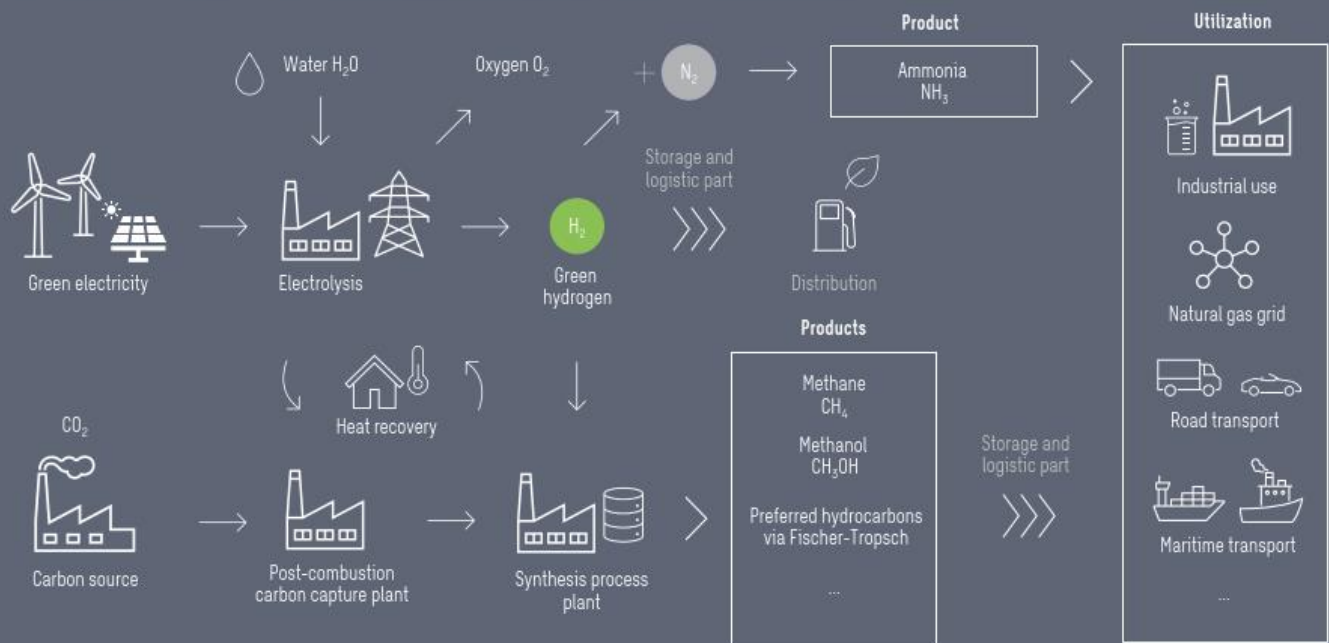 Product
Utilization
Water H₂O
Oxygen O₂
+ N₂
Ammonia
NH₃
Storage and
logistic part
Industrial use
H₂
Green electricity
Electrolysis
Green
hydrogen
Distribution
Natural gas grid
Products
Methane
CH₄
CO₂
Heat recovery
Road transport
Methanol
CH₃OH
Storage and
logistic part
Preferred hydrocarbons
via Fischer-Tropsch
Maritime transport
Carbon source
Post-combustion
carbon capture plant
Synthesis process
plant
...
...